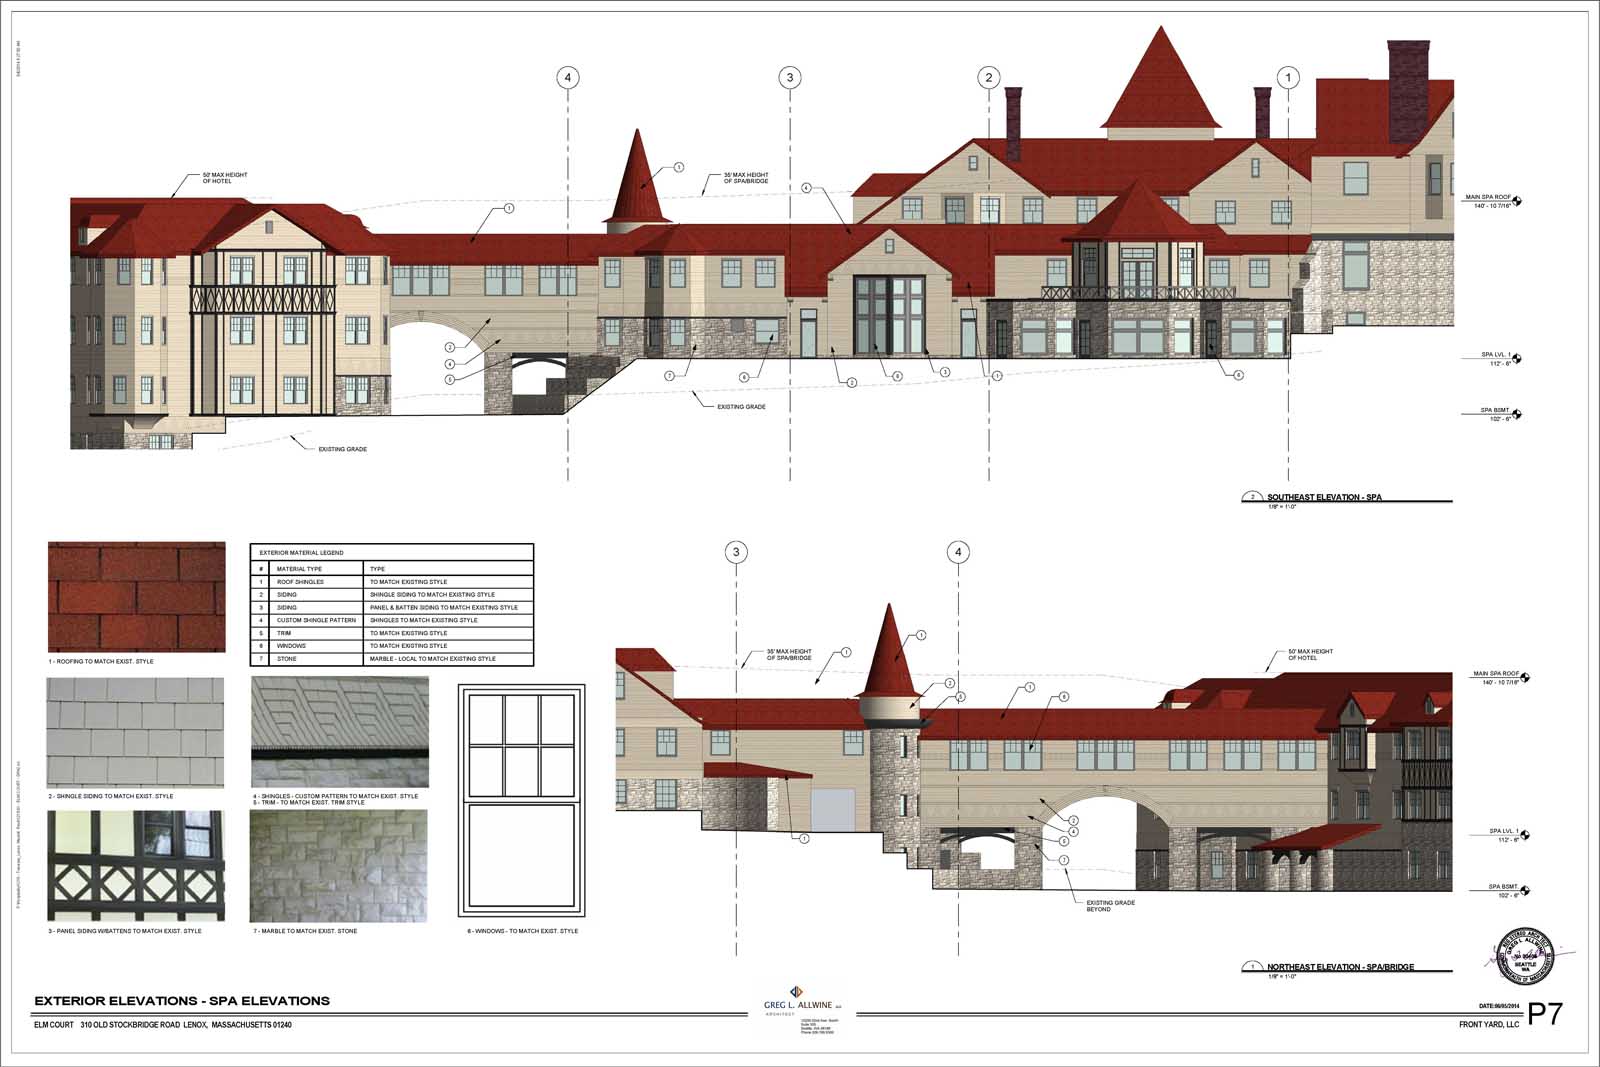 4
3
2
1
50' MAX HEIGHT
OF HOTEL
35' MAX HEIGHT
OF SPA/BRIDGE
1
1
4
MAIN SPA ROOF
140' - 10 7/16"
2
4
5
7
6
2
6
3
1
6
SPA LVL. 1
112' - 6"
SPA BSMT.
102' - 6"
EXISTING GRADE
EXISTING GRADE
2 SOUTHEAST ELEVATION - SPA
1/8" = 1'-0"
EXTERIOR MATERIAL LEGEND
# MATERIAL TYPE TYPE
1 ROOF SHINGLES TO MATCH EXISTING STYLE
2 SIDING SHINGLE SIDING TO MATCH EXISTING STYLE
3 SIDING PANEL & BATTEN SIDING TO MATCH EXISTING STYLE
4 CUSTOM SHINGLE PATTERN SHINGLES TO MATCH EXISTING STYLE
5 TRIM TO MATCH EXISTING STYLE
6 WINDOWS TO MATCH EXISTING STYLE
7 STONE MARBLE - LOCAL TO MATCH EXISTING STYLE
1 - ROOFING TO MATCH EXIST. STYLE
2 - SHINGLE SIDING TO MATCH EXIST. STYLE
4 - SHINGLES - CUSTOM PATTERN TO MATCH EXIST. STYLE
5 - TRIM - TO MATCH EXIST. TRIM STYLE
3 - PANEL SIDING W/BATTENS TO MATCH EXIST. STYLE
7 - MARBLE TO MATCH EXIST. STONE
6 - WINDOWS - TO MATCH EXIST. STYLE
3
4
35' MAX HEIGHT
OF SPA/BRIDGE
1
1
50' MAX HEIGHT
OF HOTEL
MAIN SPA ROOF
140' - 10 7/16"
2
5
1
6
1
2
4
5
7
SPA LVL. 1
112' - 6"
SPA BSMT.
102' - 6"
EXISTING GRADE
BEYOND
1 NORTHEAST ELEVATION - SPA/BRIDGE
1/8" = 1'-0"
REGISTERED ARCHITECT
GREG L. ALLWINE
SEATTLE
WA
COMMONWEALTH OF MASSACHUSETTS
EXTERIOR ELEVATIONS - SPA ELEVATIONS
ELM COURT 310 OLD STOCKBRIDGE ROAD LENOX, MASSACHUSETTS 01240
GREG L. ALLWINE LLC
ARCHITECT
DATE:06/05/2014
FRONT YARD, LLC
P7